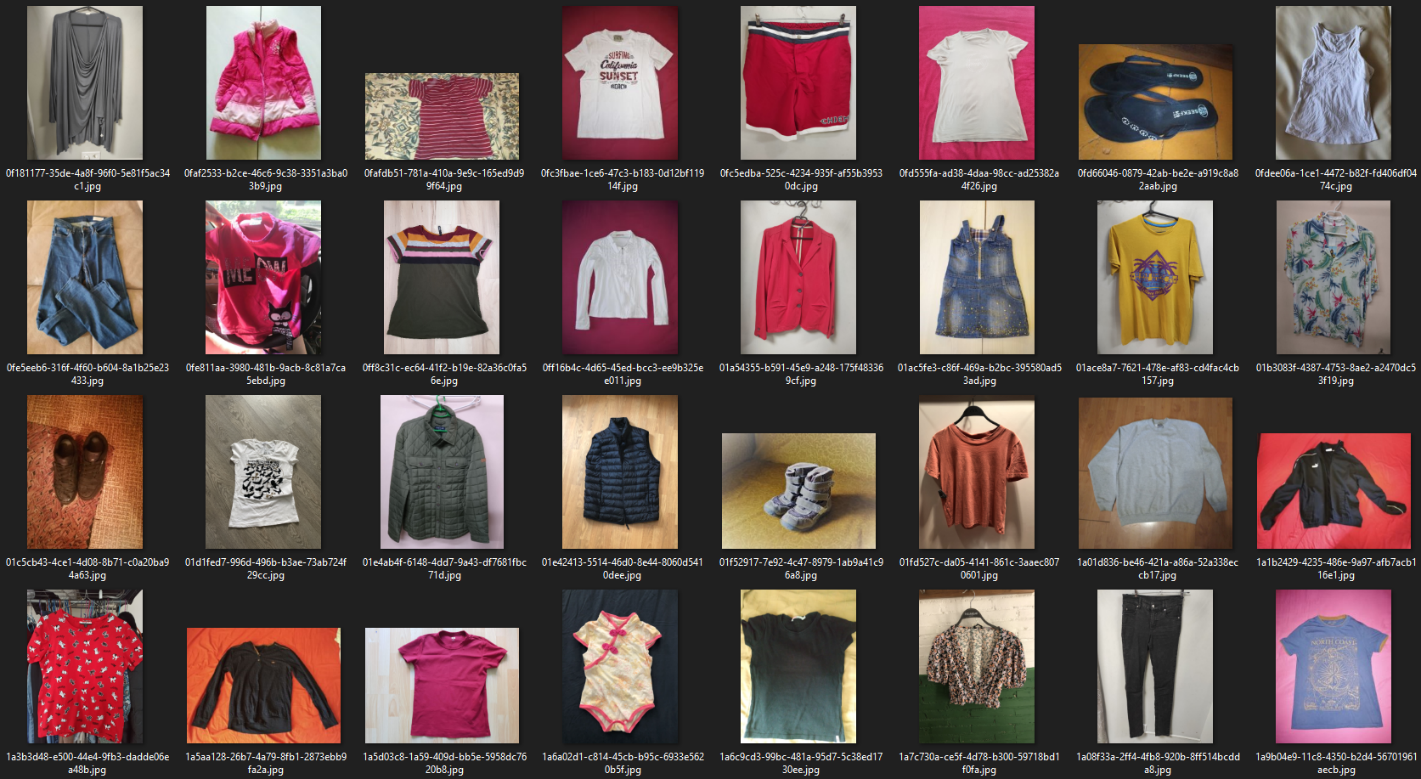 SURFING
California
SUNSET
BEACH
0f181177-35de-4a8f-96f0-5e81f5ac34
c1.jpg
0faf2533-b2ce-46c6-9c38-3351a3ba0
3b9.jpg
0fafdb51-781a-410a-9e9c-165ed9d9
9f64.jpg
0fc3fbae-1ce6-47c3-b183-0d12bf119
14f.jpg
0fc5edba-525c-4234-935f-af55b3953
0dc.jpg
0fd555fa-ad38-4daa-98cc-ad25382a
4f26.jpg
0fd66046-0879-42ab-be2e-a919c8a8
2aab.jpg
0fdee06a-1ce1-4472-b82f-fd406df04
74c.jpg
ME
0fe5eeb6-316f-4f60-b604-8a1b25e23
433.jpg
0fe811aa-3980-481b-9acb-8c81a7ca
5ebd.jpg
0ff8c31c-ec64-41f2-b19e-82a36c0fa5
6e.jpg
0ff16b4c-4d65-45ed-bcc3-ee9b325e
e011.jpg
01a54355-b591-45e9-a248-175f48336
9cf.jpg
01ac5fe3-c86f-469a-b2bc-395580ad5
3ad.jpg
01ace8a7-7621-478e-af83-cd4fac4cb
157.jpg
01b3083f-4387-4753-8ae2-a2470dc5
3f19.jpg
01c5cb43-4ce1-4d08-8b71-c0a20ba9
4a63.jpg
01d1fed7-996d-496b-b3ae-73ab724f
29cc.jpg
01e4ab4f-6148-4dd7-9a43-df7681fbc
71d.jpg
01e42413-5514-46d0-8e44-8060d541
0dee.jpg
01f52917-7e92-4c47-8979-1ab9a41c9
6a8.jpg
01fd527c-da05-4141-861c-3aaec807
0601.jpg
1a01d836-be46-421a-a86a-52a338ec
cb17.jpg
1a1b2429-4235-486e-9a97-afb7acb1
16e1.jpg
NORTH COAST
1a3b3d48-e500-44e4-9fb3-dadde06e
a48b.jpg
1a5aa128-26b7-4a79-8fb1-2873ebb9
fa2a.jpg
1a5d03c8-1a59-409d-bb5e-5958dc76
20b8.jpg
1a6a02d1-c814-45cb-b95c-6933e562
0b5f.jpg
1a6c9cd3-99bc-481a-95d7-5c38ed17
30ee.jpg
1a7c730a-ce5f-4d78-b300-59718bd1
f0fa.jpg
1a08f33a-2ff4-4fb8-920b-8ff514bcdd
a8.jpg
1a9b04e9-11c8-4350-b2d4-56701961
aecb.jpg